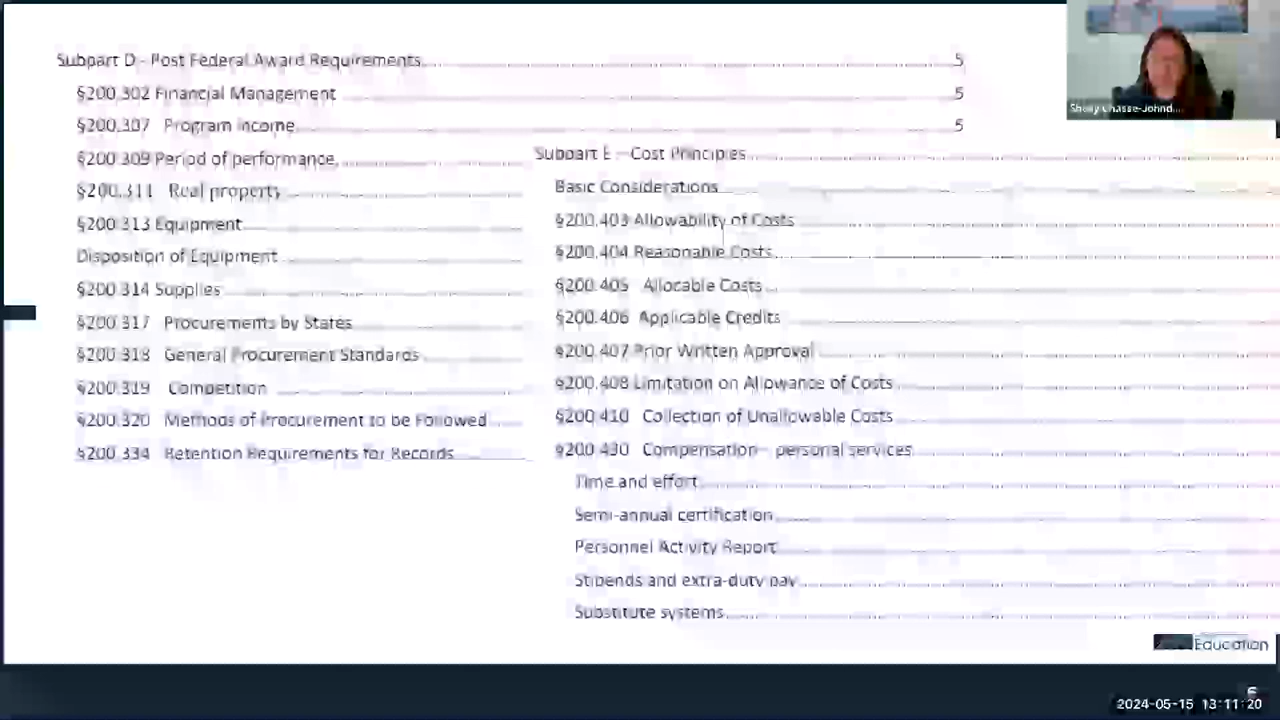 Subpart D - Post Federal Award Requirements 5
§200.302 Financial Management 5
§200.307 Program Income 5
§200.309 Period of performance
§200.311 Real property
§200.313 Equipment
Disposition of Equipment
§200.314 Supplies
§200.317 Procurements by States
§200.318 General Procurement Standards
§200.319 Competition
§200.320 Methods of Procurement to be Followed
§200.334 Retention Requirements for Records
Subpart E - Cost Principles
Basic Considerations
§200.403 Allowability of Costs
§200.404 Reasonable Costs
§200.405 Allocable Costs
§200.406 Applicable Credits
§200.407 Prior Written Approval
§200.408 Limitation on Allowance of Costs
§200.410 Collection of Unallowable Costs
§200.430 Compensation - personal services
Time and effort
Semi-annual certification
Personnel Activity Report
Stipends and extra-duty pay
Substitute systems
Education
6
2024-05-15 13:11:20